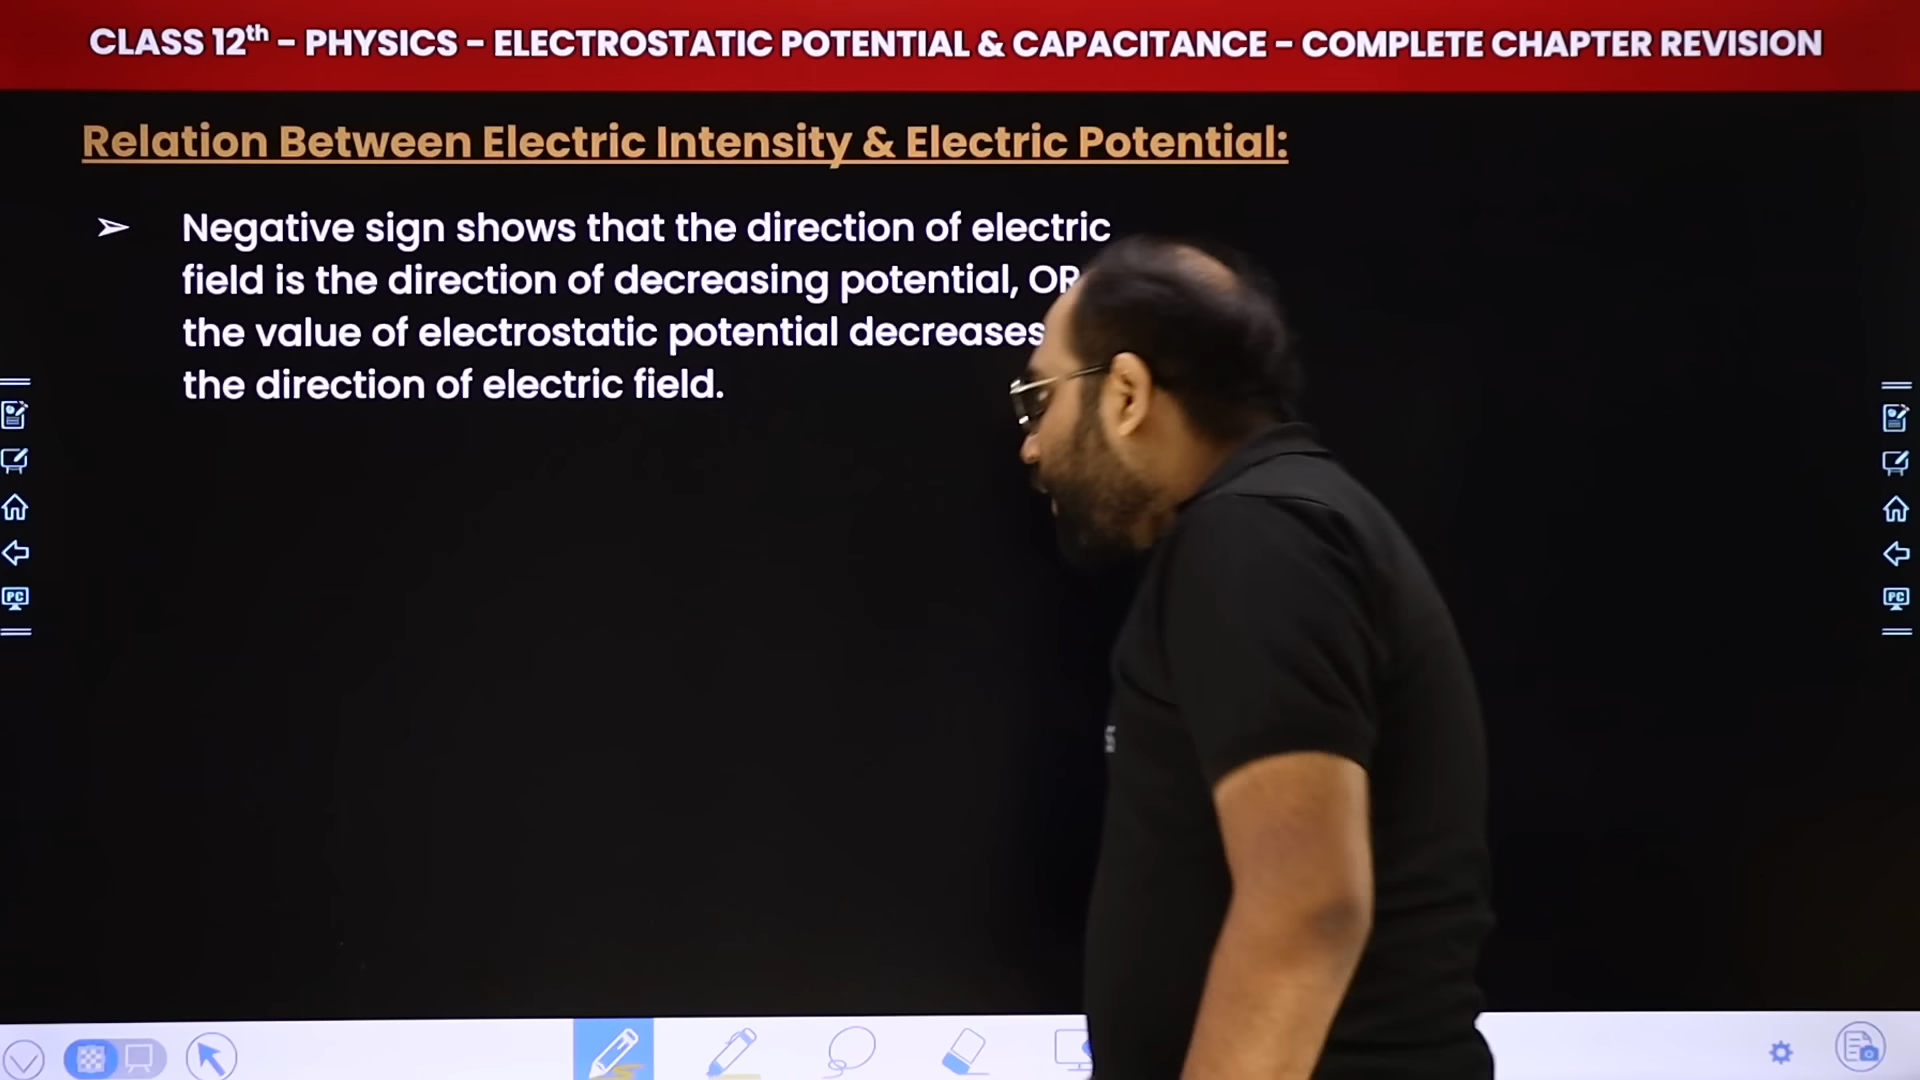 CLASS 12th – PHYSICS – ELECTROSTATIC POTENTIAL & CAPACITANCE – COMPLETE CHAPTER REVISION
Relation Between Electric Intensity & Electric Potential:
➢ Negative sign shows that the direction of electric
field is the direction of decreasing potential, OR
the value of electrostatic potential decreases
the direction of electric field.
PC
PC